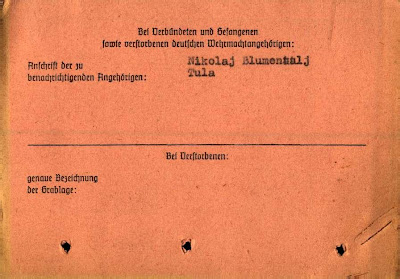 Bei Verbündeten und Gefangenen
sowie verstorbenen deutschen Wehrmachtangehörigen:
Anschrift der zu
benachrichtigenden Angehörigen:
Nikolaj Blumenthalj
Tula
Bei Verstorbenen:
genaue Bezeichnung
der Grablage: